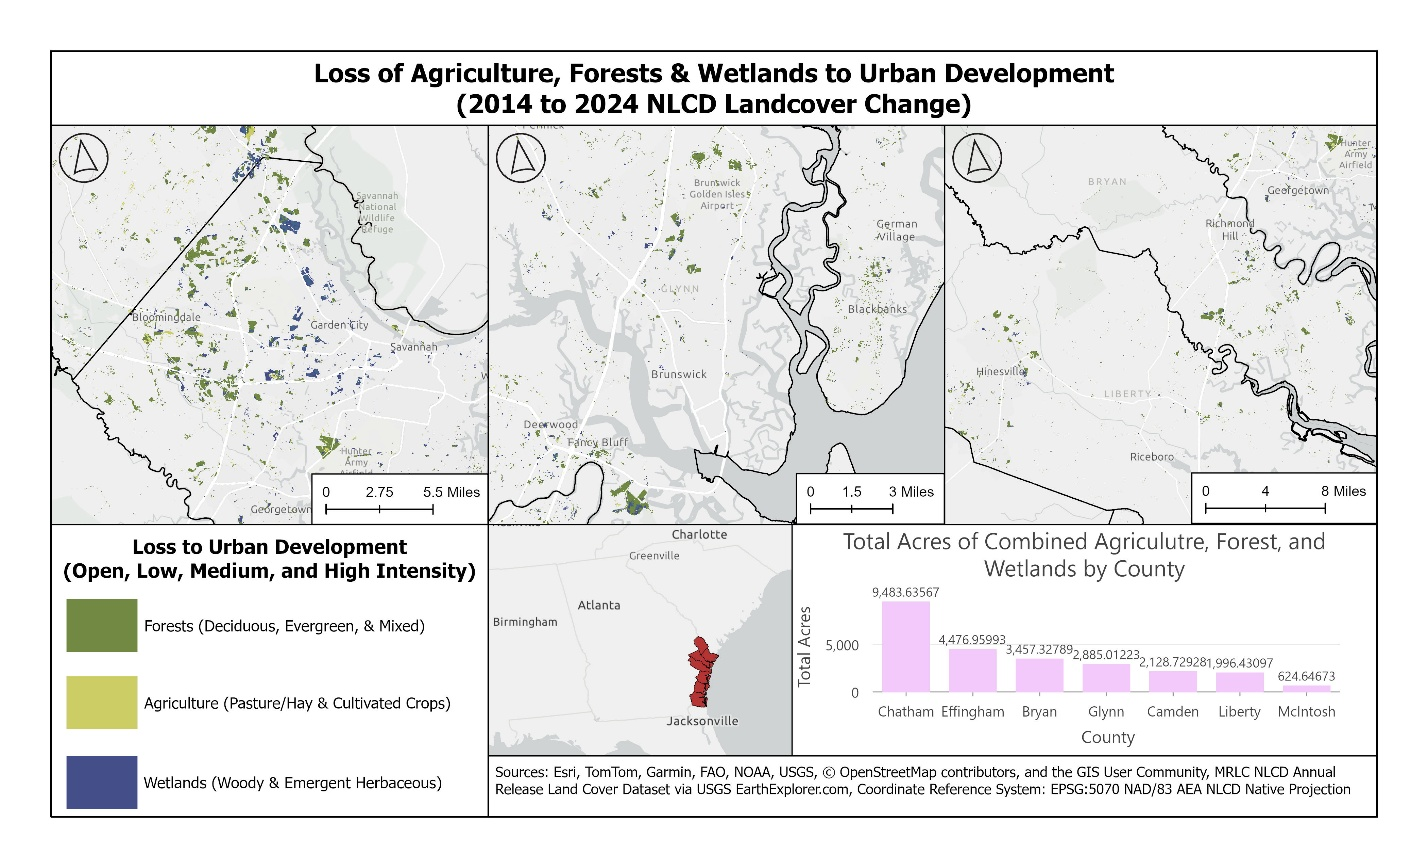 Loss of Agriculture, Forests & Wetlands to Urban Development
(2014 to 2024 NLCD Landcover Change)
Savannah
National
Wildlife
Refuge
Bloomingdale
Garden City
Savannah
Hunter
Army
Airfield
Georgetown
0 2.75 5.5 Miles
Brunswick
Golden Isles
Airport
German
Village
GLYNN
Blackbanks
Brunswick
Deerwood
Fancy Bluff
0 1.5 3 Miles
Hunter
Army
Airfield
BRYAN
Georgetown
Richmond
Hill
Hinesville
LIBERTY
Riceboro
0 4 8 Miles
Loss to Urban Development
(Open, Low, Medium, and High Intensity)
Forests (Deciduous, Evergreen, & Mixed)
Agriculture (Pasture/Hay & Cultivated Crops)
Wetlands (Woody & Emergent Herbaceous)
Charlotte
Greenville
Atlanta
Birmingham
Jacksonville
Total Acres of Combined Agriculutre, Forest, and
Wetlands by County
Total Acres
5,000
0
9,483.63567
4,476.95993
3,457.32789
2,885.01223
2,128.72928
1,996.43097
624.64673
Chatham Effingham Bryan Glynn Camden Liberty McIntosh
County
Sources: Esri, TomTom, Garmin, FAO, NOAA, USGS, © OpenStreetMap contributors, and the GIS User Community, MRLC NLCD Annual
Release Land Cover Dataset via USGS EarthExplorer.com, Coordinate Reference System: EPSG:5070 NAD/83 AEA NLCD Native Projection